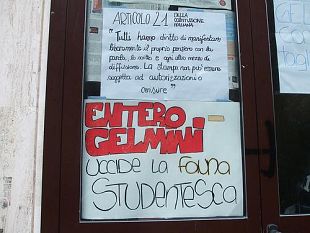 ARTICOLO 21 DELLA
COSTITUZIONE
ITALIANA
"Tutti hanno diritto di manifestare
liberamente il proprio pensiero con la
parola, lo scritto e ogni altro mezzo di
diffusione. La stampa non può essere
soggetta ad autorizzazioni o
censure"
ENTERO
GELMINI
UCCIDE LA FAUNA
STUDENTESCA